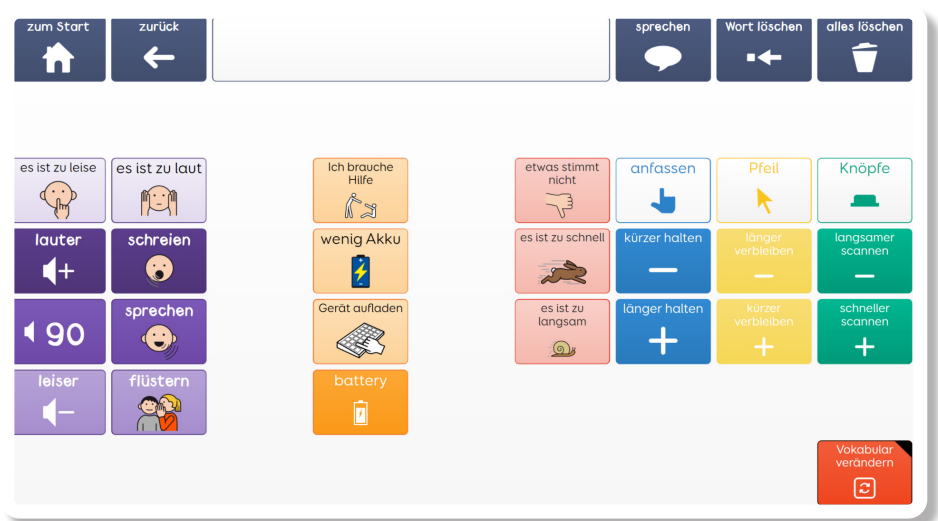 zum Start
zurück
sprechen
Wort löschen
alles löschen
es ist zu leise
es ist zu laut
Ich brauche
Hilfe
etwas stimmt
nicht
anfassen
Pfeil
Knöpfe
lauter
schreien
wenig Akku
es ist zu schnell
kürzer halten
länger
verbleiben
langsamer
scannen
90
sprechen
Gerät aufladen
es ist zu
langsam
länger halten
kürzer
verbleiben
schneller
scannen
leiser
flüstern
battery
Vokabular
verändern